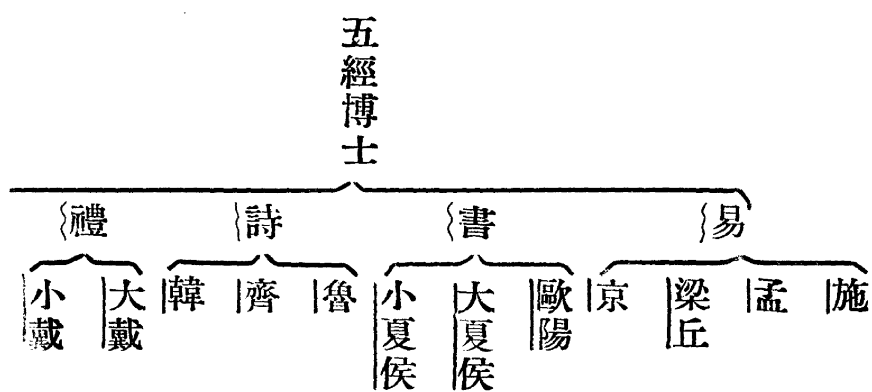 五經博士
易
施
孟
梁丘
京
書
歐陽
大夏侯
小夏侯
詩
魯
齊
韓
禮
大戴
小戴